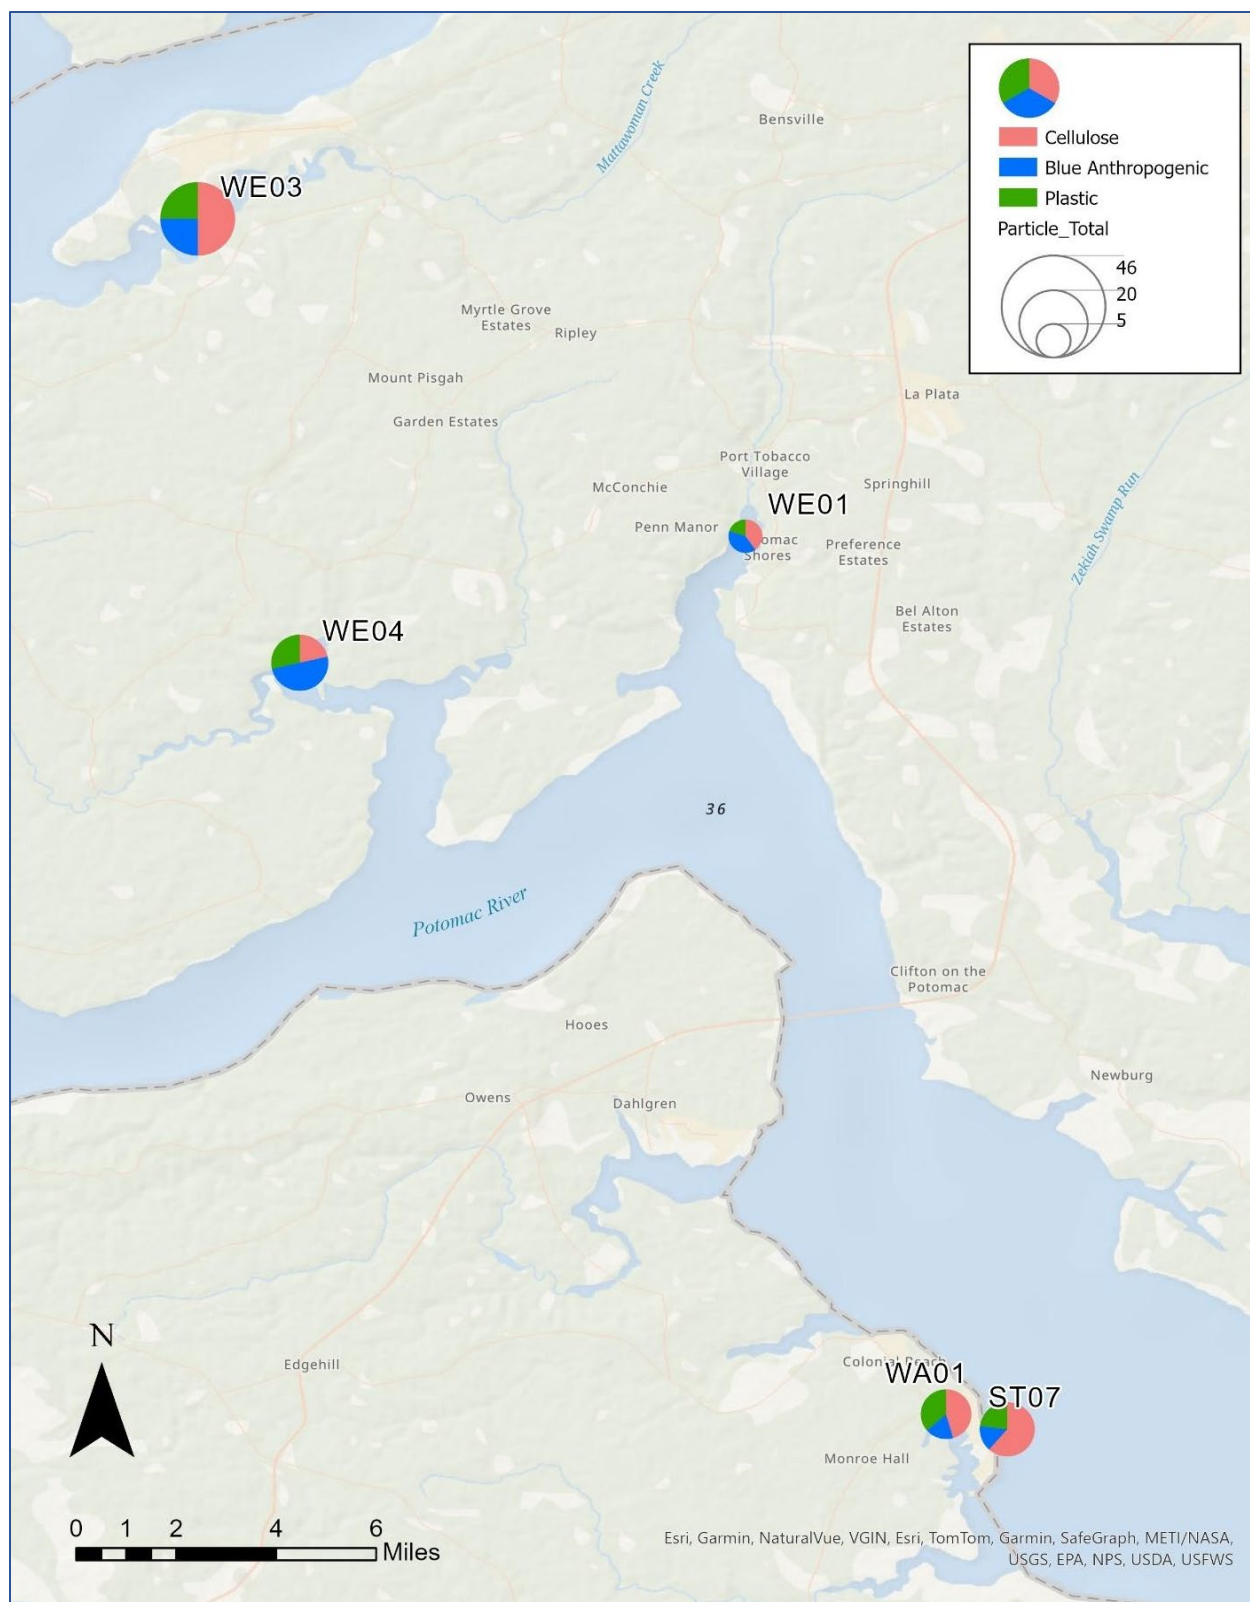 Cellulose
Blue Anthropogenic
Plastic
Particle_Total
46
20
5
Mattawoman Creek
Bensville
WE03
Myrtle Grove
Estates
Ripley
Mount Pisgah
Garden Estates
La Plata
Port Tobacco
Village
McConchie
Springhill
WE01
Penn Manor
Shores
Preference
Estates
Zekiah Swamp Run
Bel Alton
Estates
WE04
36
Potomac River
Clifton on the
Potomac
Hooes
Newburg
Owens
Dahlgren
N
Edgehill
Colonial Beach
WA01
ST07
Monroe Hall
0 1 2 4 6
Miles
Esri, Garmin, NaturalVue, VGIN, Esri, TomTom, Garmin, SafeGraph, METI/NASA,
USGS, EPA, NPS, USDA, USFWS